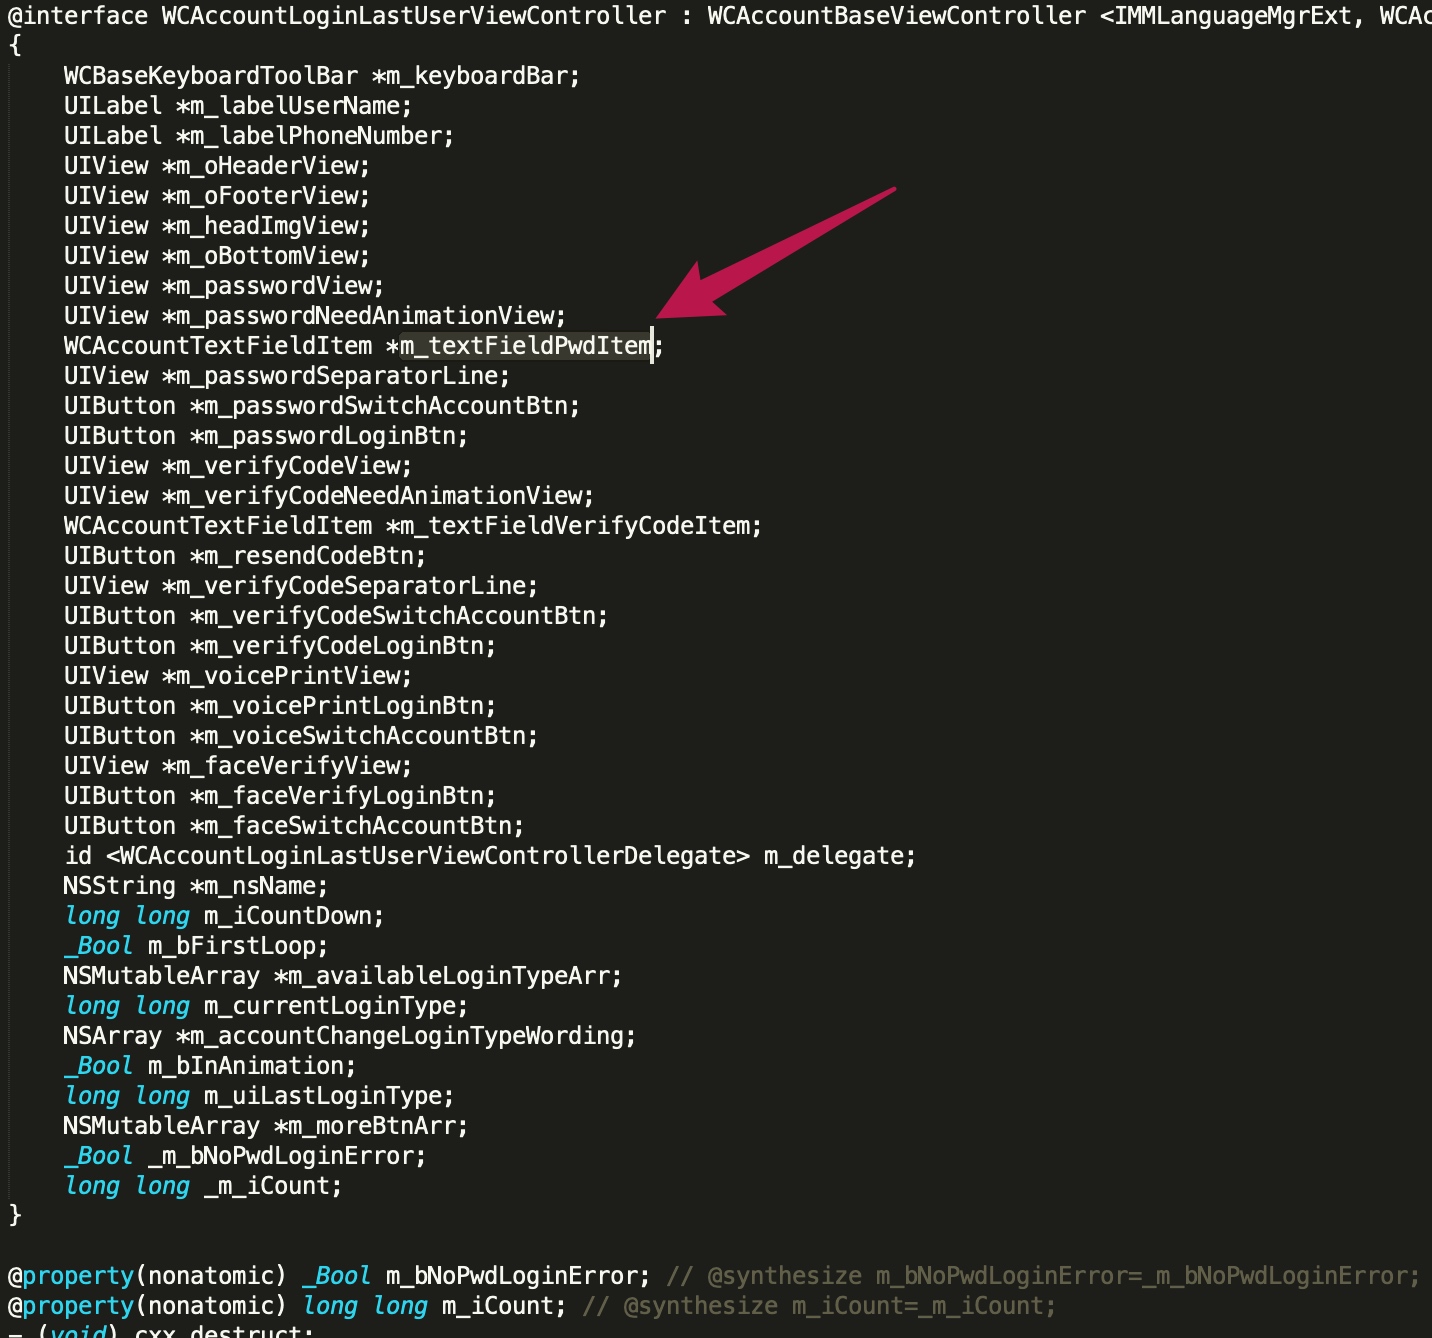 @interface WCAccountLoginLastUserViewController : WCAccountBaseViewController <IMMLanguageMgrExt, WCAc
{
    WCBaseKeyboardToolBar *m_keyboardBar;
    UILabel *m_labelUserName;
    UILabel *m_labelPhoneNumber;
    UIView *m_oHeaderView;
    UIView *m_oFooterView;
    UIView *m_headImgView;
    UIView *m_oBottomView;
    UIView *m_passwordView;
    UIView *m_passwordNeedAnimationView;
    WCAccountTextFieldItem *m_textFieldPwdItem;
    UIView *m_passwordSeparatorLine;
    UIButton *m_passwordSwitchAccountBtn;
    UIButton *m_passwordLoginBtn;
    UIView *m_verifyCodeView;
    UIView *m_verifyCodeNeedAnimationView;
    WCAccountTextFieldItem *m_textFieldVerifyCodeItem;
    UIButton *m_resendCodeBtn;
    UIView *m_verifyCodeSeparatorLine;
    UIButton *m_verifyCodeSwitchAccountBtn;
    UIButton *m_verifyCodeLoginBtn;
    UIView *m_voicePrintView;
    UIButton *m_voicePrintLoginBtn;
    UIButton *m_voiceSwitchAccountBtn;
    UIView *m_faceVerifyView;
    UIButton *m_faceVerifyLoginBtn;
    UIButton *m_faceSwitchAccountBtn;
    id <WCAccountLoginLastUserViewControllerDelegate> m_delegate;
    NSString *m_nsName;
    long long m_iCountDown;
    _Bool m_bFirstLoop;
    NSMutableArray *m_availableLoginTypeArr;
    long long m_currentLoginType;
    NSArray *m_accountChangeLoginTypeWording;
    _Bool m_bInAnimation;
    long long m_uiLastLoginType;
    NSMutableArray *m_moreBtnArr;
    _Bool _m_bNoPwdLoginError;
    long long _m_iCount;
}
@property(nonatomic) _Bool m_bNoPwdLoginError; // @synthesize m_bNoPwdLoginError=_m_bNoPwdLoginError;
@property(nonatomic) long long m_iCount; // @synthesize m_iCount=_m_iCount;
- (void).cxx_destruct;